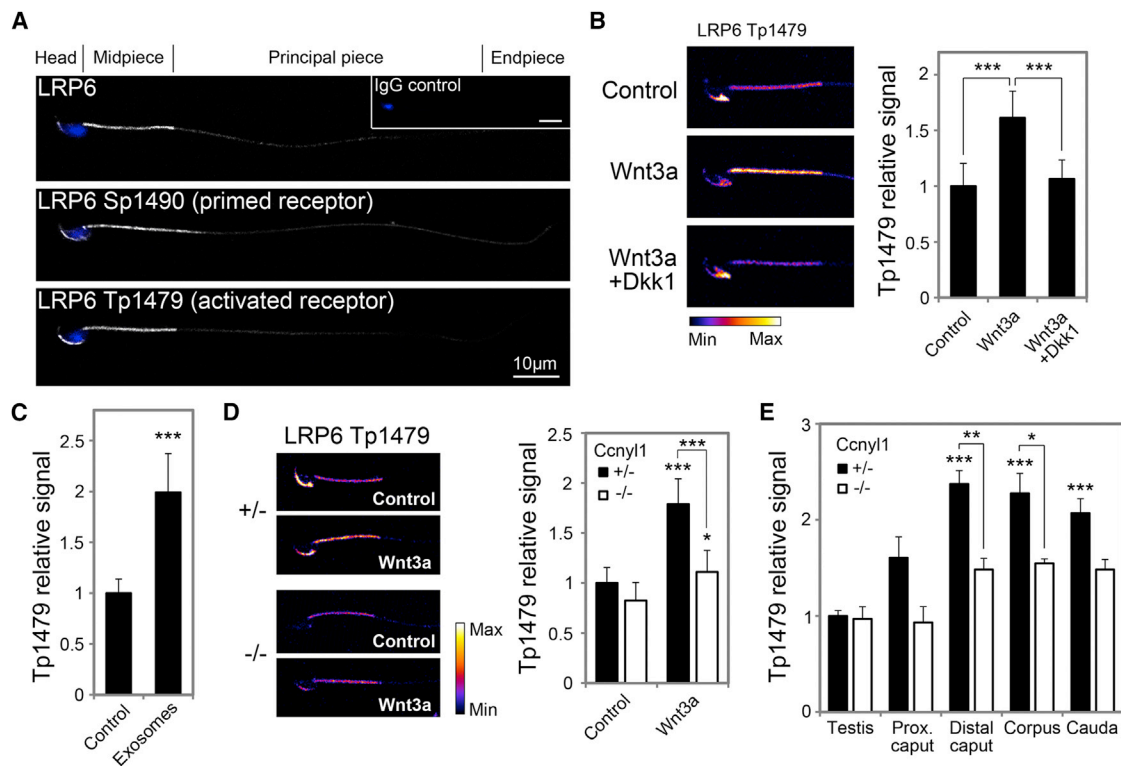 A
Head
Midpiece
Principal piece
Endpiece
LRP6
IgG control
LRP6 Sp1490 (primed receptor)
LRP6 Tp1479 (activated receptor)
10µm
B
LRP6 Tp1479
Control
Wnt3a
Wnt3a
+Dkk1
Min
Max
Tp1479 relative signal
2
1.5
1
0.5
0
***
***
Control
Wnt3a
Wnt3a
+Dkk1
C
Tp1479 relative signal
2.5
2
1.5
1
0.5
0
***
Control
Exosomes
D
LRP6 Tp1479
+/-
Control
Wnt3a
-/-
Control
Wnt3a
Max
Min
Tp1479 relative signal
2.5
2
1.5
1
0.5
0
Ccnyl1
+/-
-/-
***
***
*
Control
Wnt3a
E
Tp1479 relative signal
3
2
1
0
Ccnyl1
+/-
-/-
**
***
*
***
***
Testis
Prox.
caput
Distal
caput
Corpus
Cauda